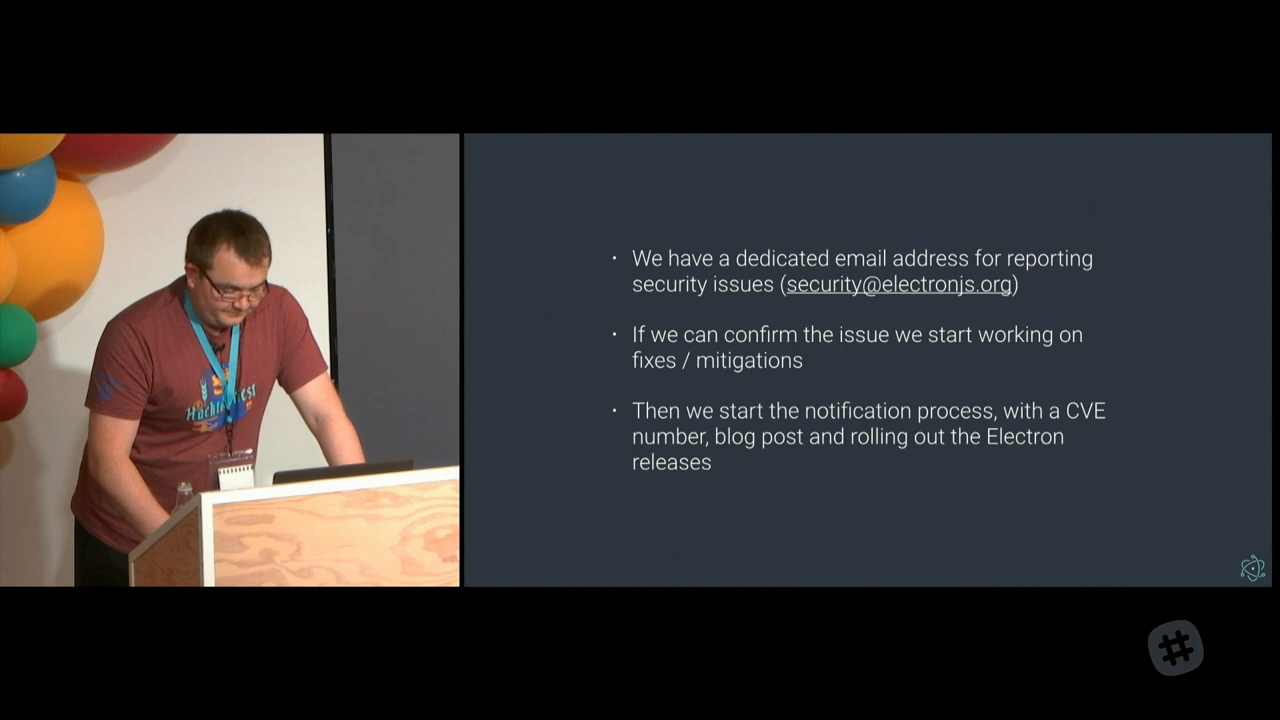 · We have a dedicated email address for reporting
security issues (security@electronjs.org)
· If we can confirm the issue we start working on
fixes / mitigations
· Then we start the notification process, with a CVE
number, blog post and rolling out the Electron
releases